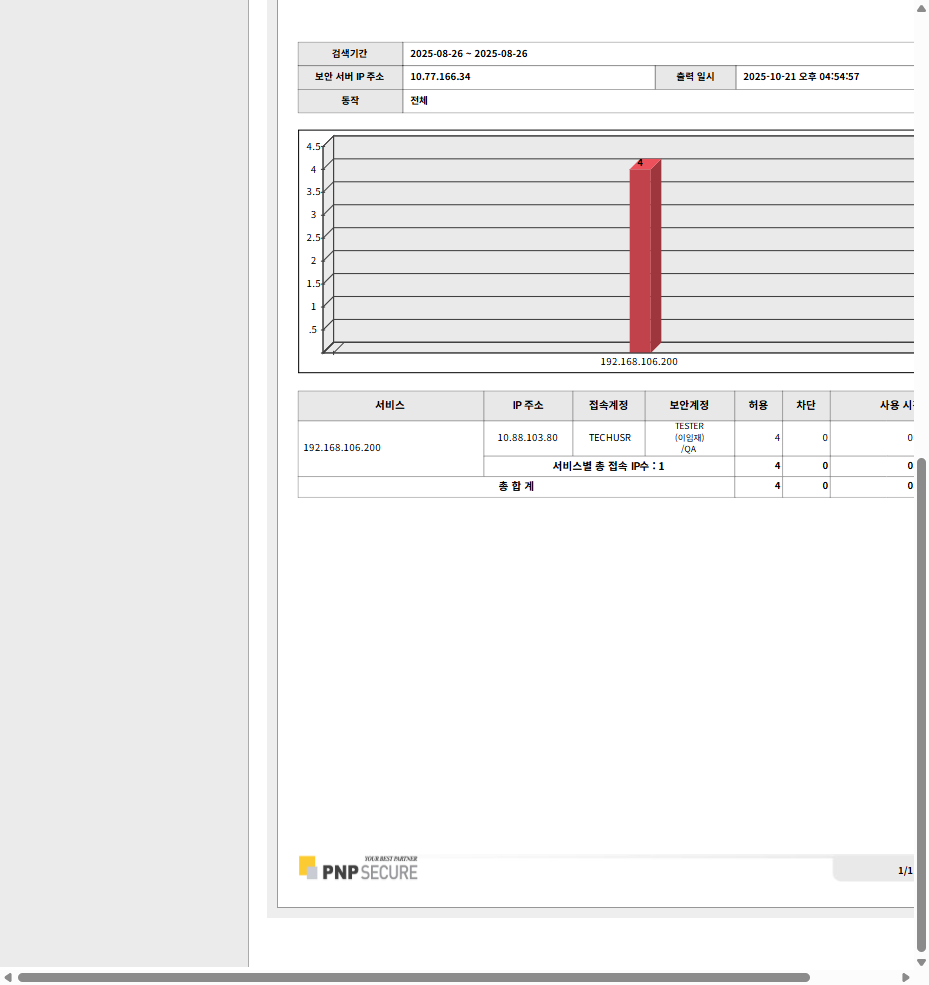 검색기간 2025-08-26 ~ 2025-08-26
보안 서버 IP 주소 10.77.166.34 출력 일시 2025-10-21 오후 04:54:57
동작 전체
4.5
4
3.5
3
2.5
2
1.5
1
.5
4
192.168.106.200
서비스 IP 주소 접속계정 보안계정 허용 차단 사용
192.168.106.200 10.88.103.80 TECHUSR TESTER
(이임재)
/QA
4 0 0
서비스별 총 접속 IP수 : 1 4 0 0
총 합 계 4 0 0
YOUR BEST PARTNER
PNP SECURE
1/1